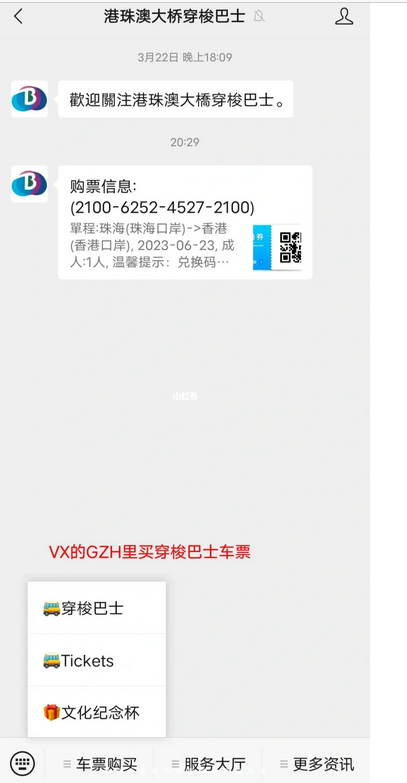 港珠澳大桥穿梭巴士
3月22日 晚上18:09
歡迎關注港珠澳大橋穿梭巴士。
20:29
购票信息:
(2100-6252-4527-2100)
單程:珠海(珠海口岸)->香港
(香港口岸), 2023-06-23, 成
人:1人, 温馨提示：兑换码…
小红书
VX的GZH里买穿梭巴士车票
穿梭巴士
Tickets
文化纪念杯
车票购买 服务大厅 更多资讯